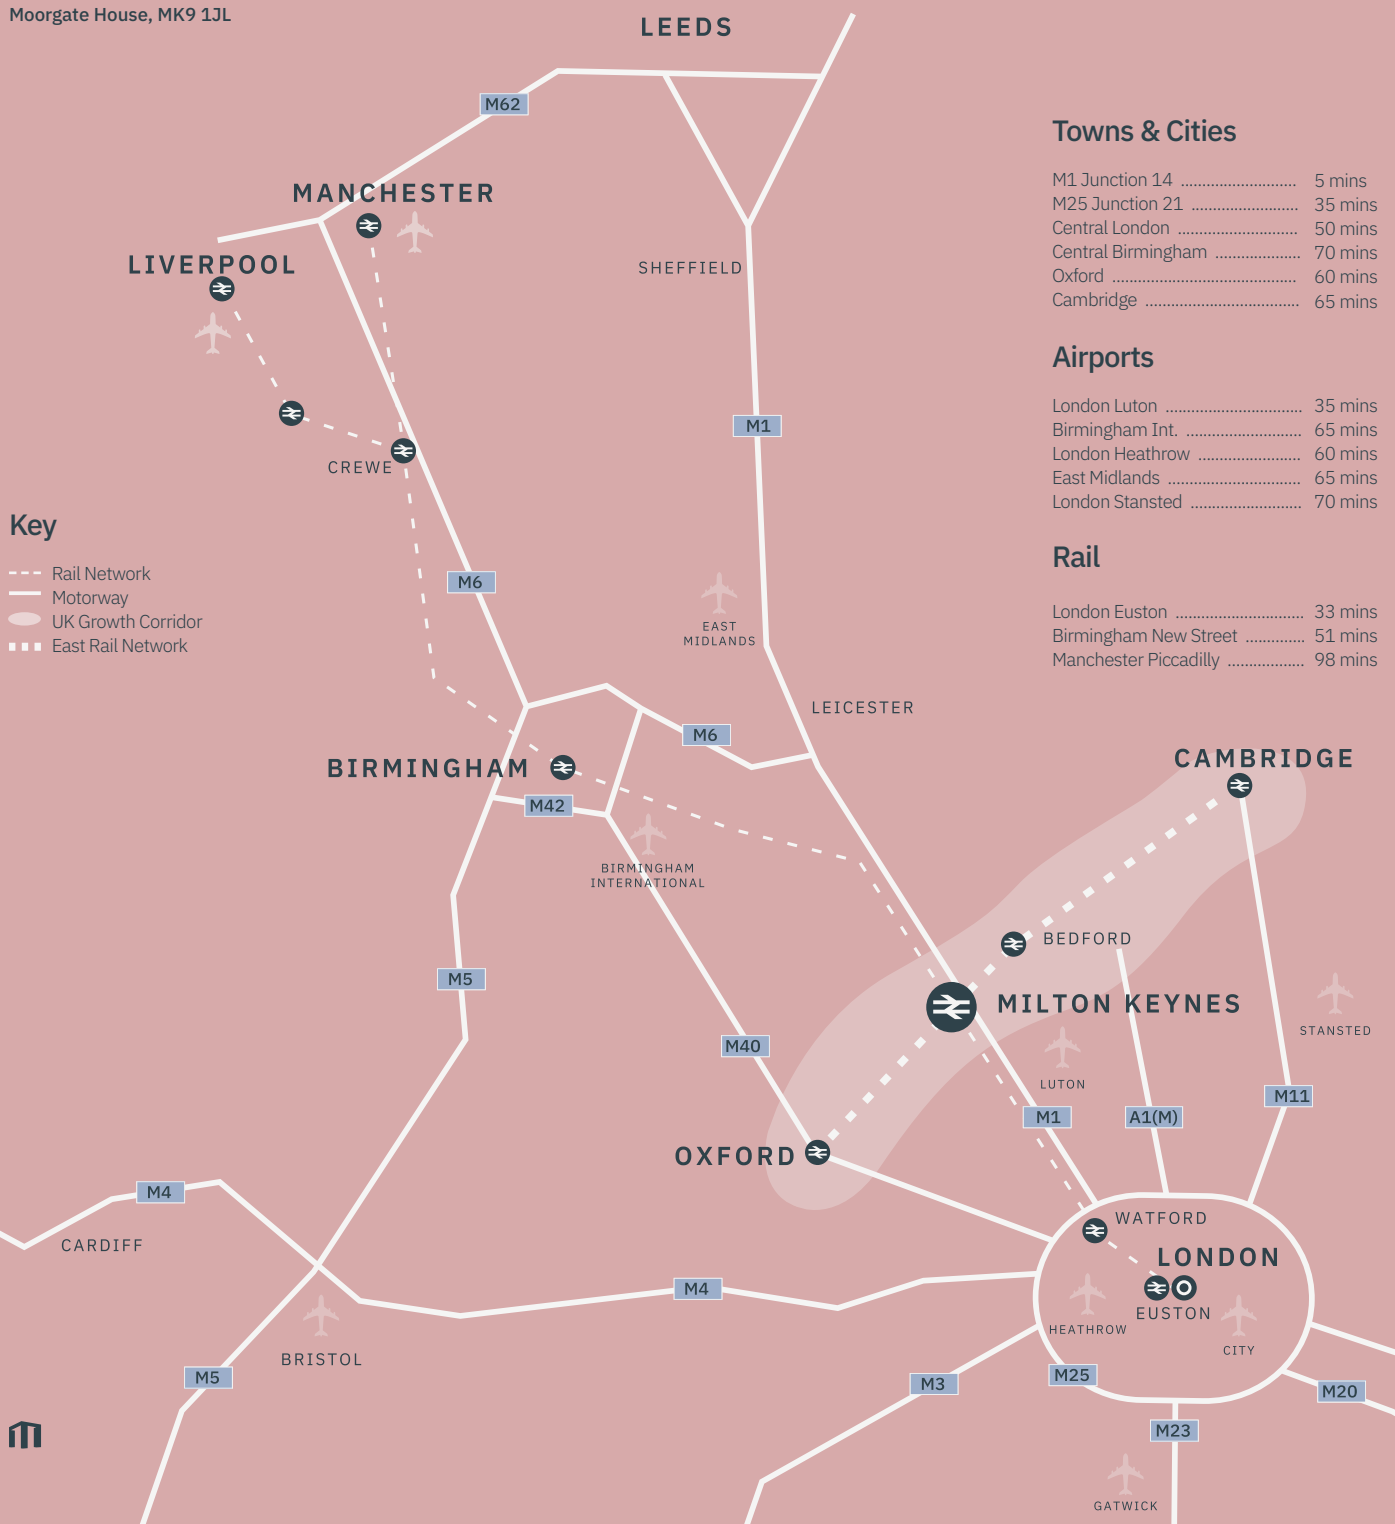 Moorgate House, MK9 1JL
LEEDS
M62
Towns & Cities
M1 Junction 14 ........................... 5 mins
M25 Junction 21 ......................... 35 mins
Central London ............................ 50 mins
Central Birmingham .................... 70 mins
Oxford ........................................... 60 mins
Cambridge .................................... 65 mins
MANCHESTER
LIVERPOOL
SHEFFIELD
Airports
London Luton ................................ 35 mins
Birmingham Int. ........................... 65 mins
London Heathrow ........................ 60 mins
East Midlands ............................... 65 mins
London Stansted .......................... 70 mins
M1
CREWE
Key
Rail Network
Motorway
UK Growth Corridor
East Rail Network
Rail
London Euston .............................. 33 mins
Birmingham New Street .............. 51 mins
Manchester Piccadilly .................. 98 mins
M6
EAST
MIDLANDS
LEICESTER
M6
CAMBRIDGE
BIRMINGHAM
M42
BIRMINGHAM
INTERNATIONAL
BEDFORD
M5
MILTON KEYNES
STANSTED
M40
LUTON
M11
M1
A1(M)
OXFORD
M4
CARDIFF
WATFORD
LONDON
M4
EUSTON
HEATHROW
CITY
BRISTOL
M5
M25
M3
M20
M23
GATWICK